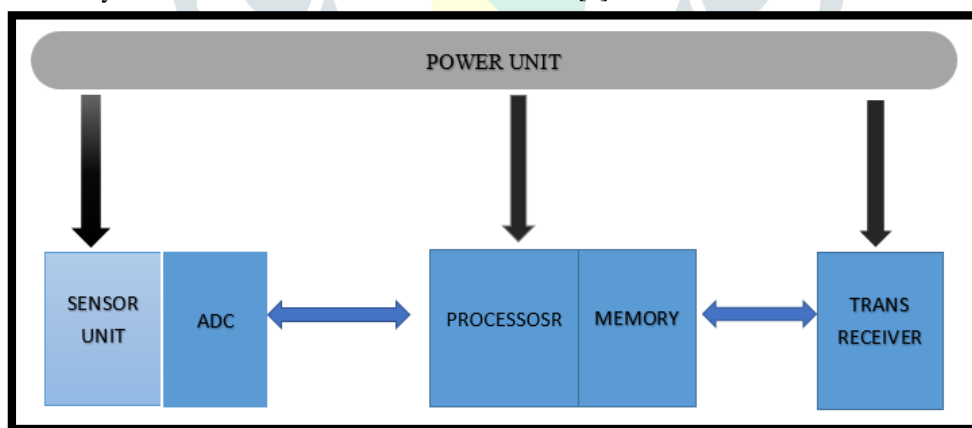 POWER UNIT
SENSOR
UNIT
ADC
PROCESSOSR
MEMORY
TRANS
RECEIVER